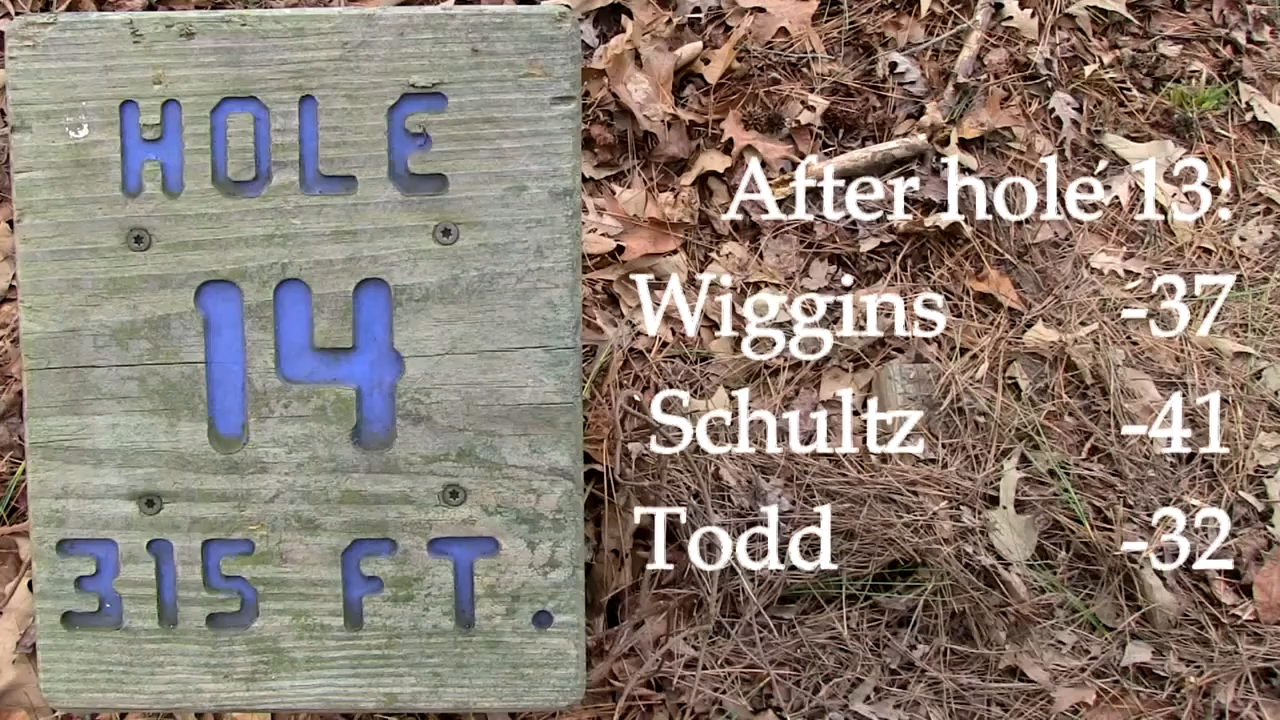 HOLE
14
315 FT.
After hole 13:
Wiggins -37
Schultz -41
Todd -32